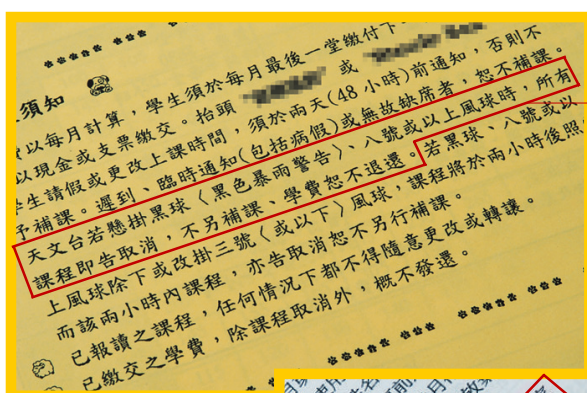 須知
以每月計算，學生須於每月最後一堂繳付下
以現金或支票繳交。抬頭 或
生請假或更改上課時間，須於兩天(48小時)前通知，否則不
予補課。遲到、臨時通知(包括病假)或無故缺席者，恕不補課。
天文台若懸掛黑球〈黑色暴雨警告〉、八號或以上風球時，所有
課程即告取消，不另補課、學費恕不退還。若黑球、八號或以
上風球除下或改掛三號〈或以下〉風球，課程將於兩小時後照
而該兩小時內課程，亦告取消恕不另行補課。
已報讀之課程，任何情況下都不得隨意更改或轉讓。
已繳交之學費，除課程取消外，概不發還。